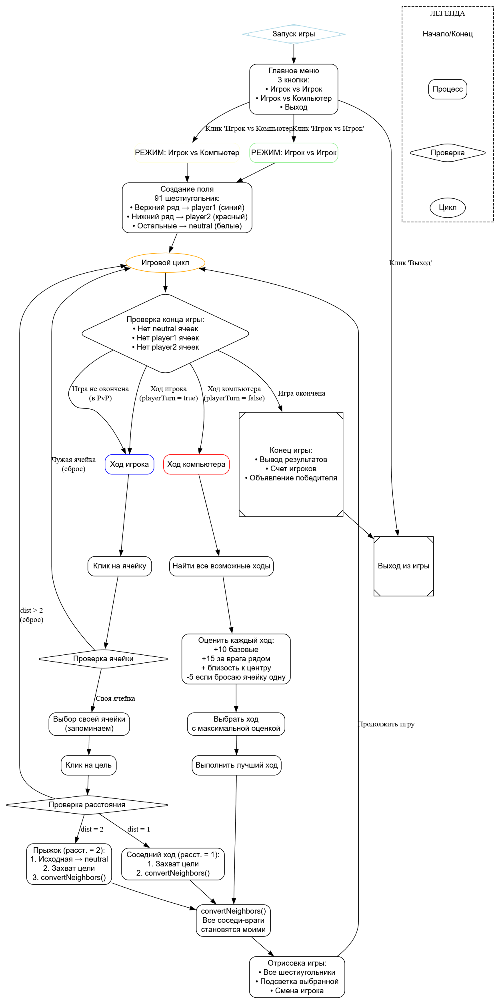 ЛЕГЕНДА
Начало/Конец
Процесс
Проверка
Цикл
Запуск игры
Главное меню
3 кнопки:
• Игрок vs Игрок
• Игрок vs Компьютер
• Выход
Клик 'Игрок vs Компьютер'
Клик 'Игрок vs Игрок'
РЕЖИМ: Игрок vs Компьютер
РЕЖИМ: Игрок vs Игрок
Создание поля
91 шестиугольник:
• Верхний ряд → player1 (синий)
• Нижний ряд → player2 (красный)
• Остальные → neutral (белые)
Игровой цикл
Клик 'Выход'
Проверка конца игры:
• Нет neutral ячеек
• Нет player1 ячеек
• Нет player2 ячеек
Игра не окончена
(в PvP)
Ход игрока
(playerTurn = true)
Ход компьютера
(playerTurn = false)
Игра окончена
Чужая ячейка
(сброс)
Ход игрока
Ход компьютера
Конец игры:
• Вывод результатов
• Счет игроков
• Объявление победителя
Клик на ячейку
Найти все возможные ходы
Выход из игры
dist > 2
(сброс)
Проверка ячейки
Оценить каждый ход:
+10 базовые
+15 за врага рядом
+ близость к центру
-5 если бросаю ячейку одну
Своя ячейка
Выбор своей ячейки
(запоминаем)
Выбрать ход
с максимальной оценкой
Продолжить игру
Клик на цель
Выполнить лучший ход
Проверка расстояния
dist = 2
dist = 1
Прыжок (расст. = 2):
1. Исходная → neutral
2. Захват цели
3. convertNeighbors()
Соседний ход (расст. = 1):
1. Захват цели
2. convertNeighbors()
convertNeighbors()
Все соседи-враги
становятся моими
Отрисовка игры:
• Все шестиугольники
• Подсветка выбранной
• Смена игрока